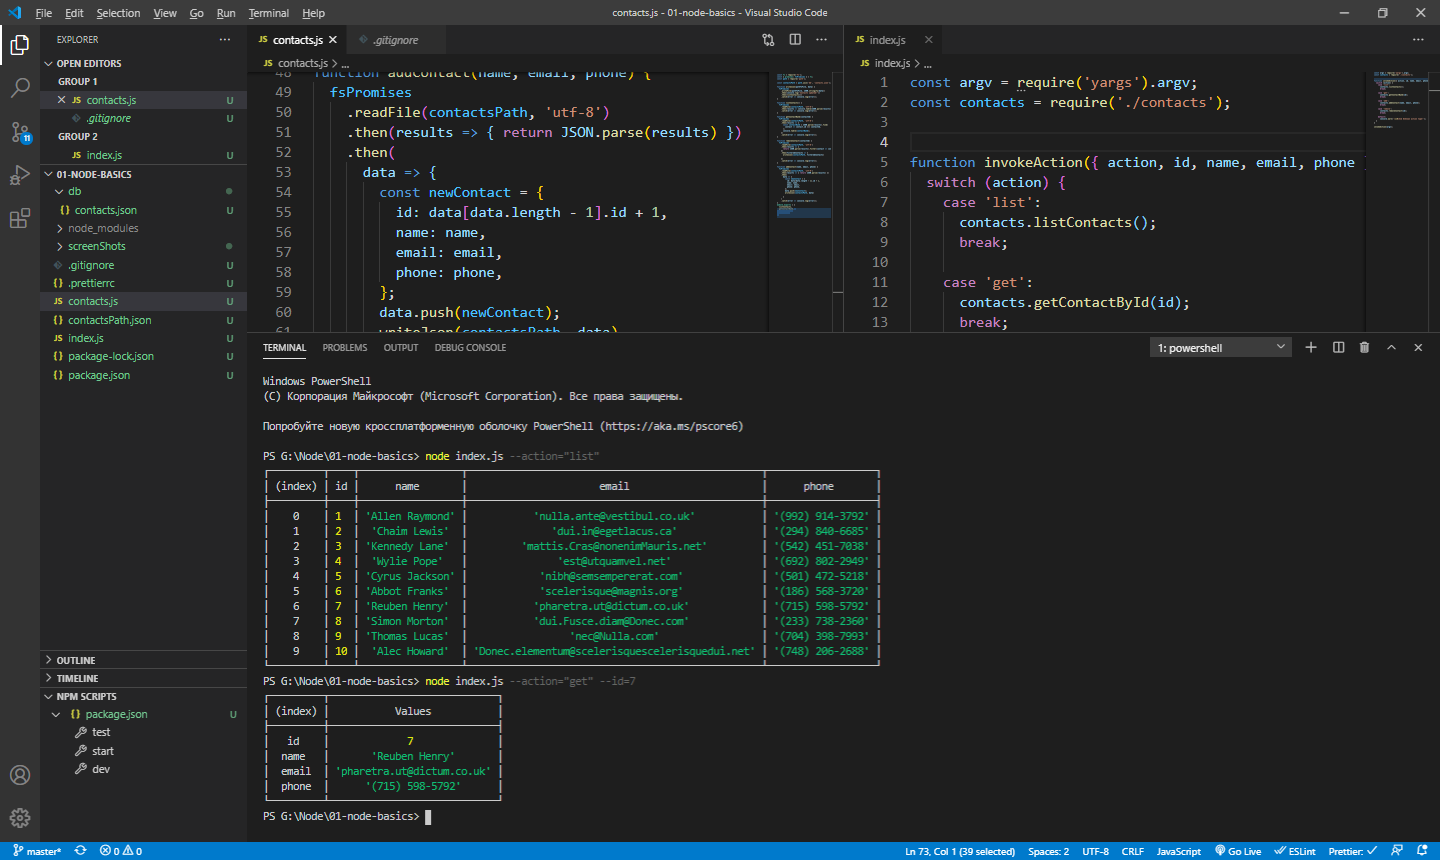 File Edit Selection View Go Run Terminal Help
contacts.js - 01-node-basics - Visual Studio Code
EXPLORER
OPEN EDITORS
GROUP 1
contacts.js U
.gitignore U
GROUP 2
index.js U
01-NODE-BASICS
db
contacts.json U
node_modules
screenShots
.gitignore U
.prettierrc U
contacts.js U
contactsPath.json U
index.js U
package-lock.json U
package.json U
OUTLINE
TIMELINE
NPM SCRIPTS
package.json U
test
start
dev
11
contacts.js .gitignore
contacts.js > ...
48 function addContact(name, email, phone) {
49 fsPromises
50 .readFile(contactsPath, 'utf-8')
51 .then(results => { return JSON.parse(results) })
52 .then(
53 data => {
54 const newContact = {
55 id: data[data.length - 1].id + 1,
56 name: name,
57 email: email,
58 phone: phone,
59 };
60 data.push(newContact);
61 writeJson(contactsPath, data)
index.js
index.js > ...
1 const argv = require('yargs').argv;
2 const contacts = require('./contacts');
3
4
5 function invokeAction({ action, id, name, email, phone
6 switch (action) {
7 case 'list':
8 contacts.listContacts();
9 break;
10
11 case 'get':
12 contacts.getContactById(id);
13 break;
TERMINAL PROBLEMS OUTPUT DEBUG CONSOLE
1: powershell
Windows PowerShell
(C) Корпорация Майкрософт (Microsoft Corporation). Все права защищены.
Попробуйте новую кроссплатформенную оболочку PowerShell (https://aka.ms/pscore6)
PS G:\Node\01-node-basics> node index.js --action="list"
(index) id name email phone
0 1 'Allen Raymond' 'nulla.ante@vestibul.co.uk' '(992) 914-3792'
1 2 'Chaim Lewis' 'dui.in@egetlacus.ca' '(294) 840-6685'
2 3 'Kennedy Lane' 'mattis.Cras@nonenimMauris.net' '(542) 451-7038'
3 4 'Wylie Pope' 'est@utquamvel.net' '(692) 802-2949'
4 5 'Cyrus Jackson' 'nibh@semsempererat.com' '(501) 472-5218'
5 6 'Abbot Franks' 'scelerisque@magnis.org' '(186) 568-3720'
6 7 'Reuben Henry' 'pharetra.ut@dictum.co.uk' '(715) 598-5792'
7 8 'Simon Morton' 'dui.Fusce.diam@Donec.com' '(233) 738-2360'
8 9 'Thomas Lucas' 'nec@Nulla.com' '(704) 398-7993'
9 10 'Alec Howard' 'Donec.elementum@scelerisquescelerisquedui.net' '(748) 206-2688'
PS G:\Node\01-node-basics> node index.js --action="get" --id=7
(index) Values
id 7
name 'Reuben Henry'
email 'pharetra.ut@dictum.co.uk'
phone '(715) 598-5792'
PS G:\Node\01-node-basics>
master* 0 0
Ln 73, Col 1 (39 selected) Spaces: 2 UTF-8 CRLF JavaScript Go Live ESLint Prettier: